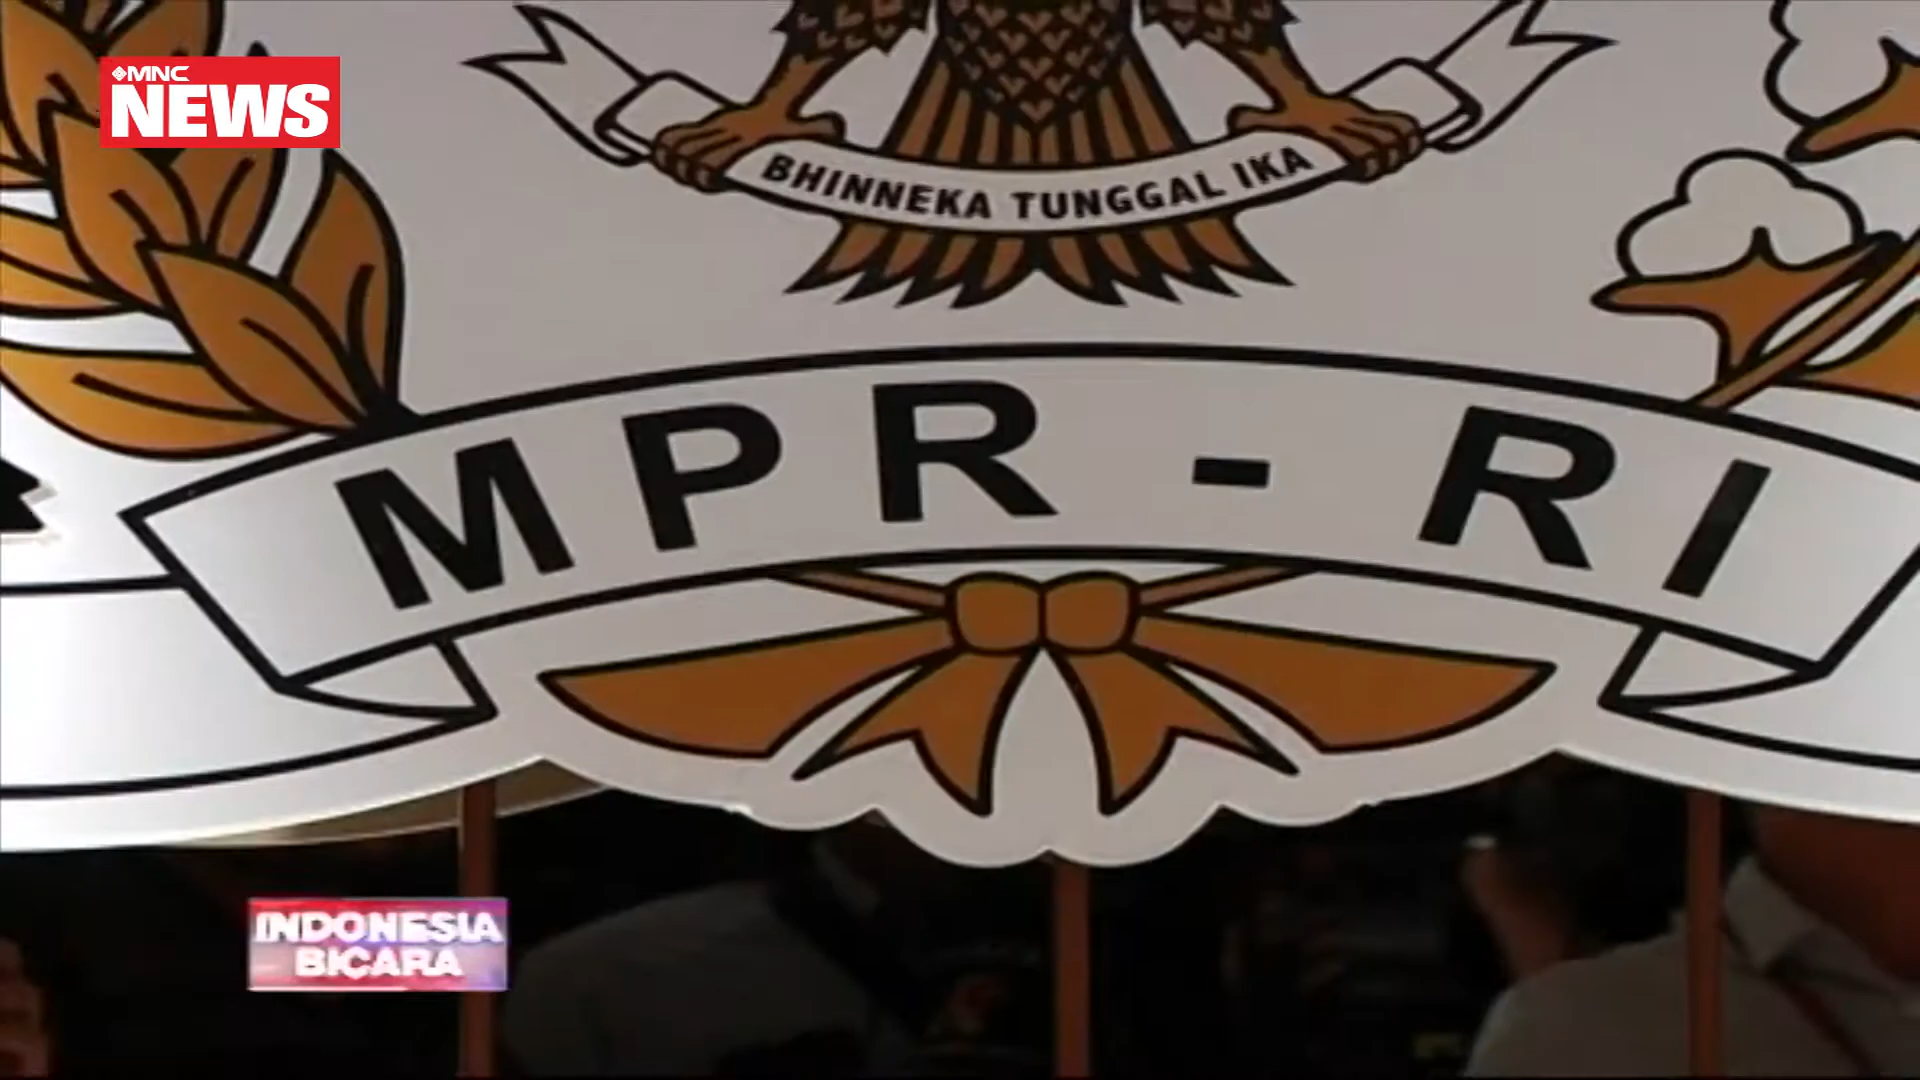 MNC
NEWS
BHINNEKA TUNGGAL IKA
MPR - RI
INDONESIA
BICARA